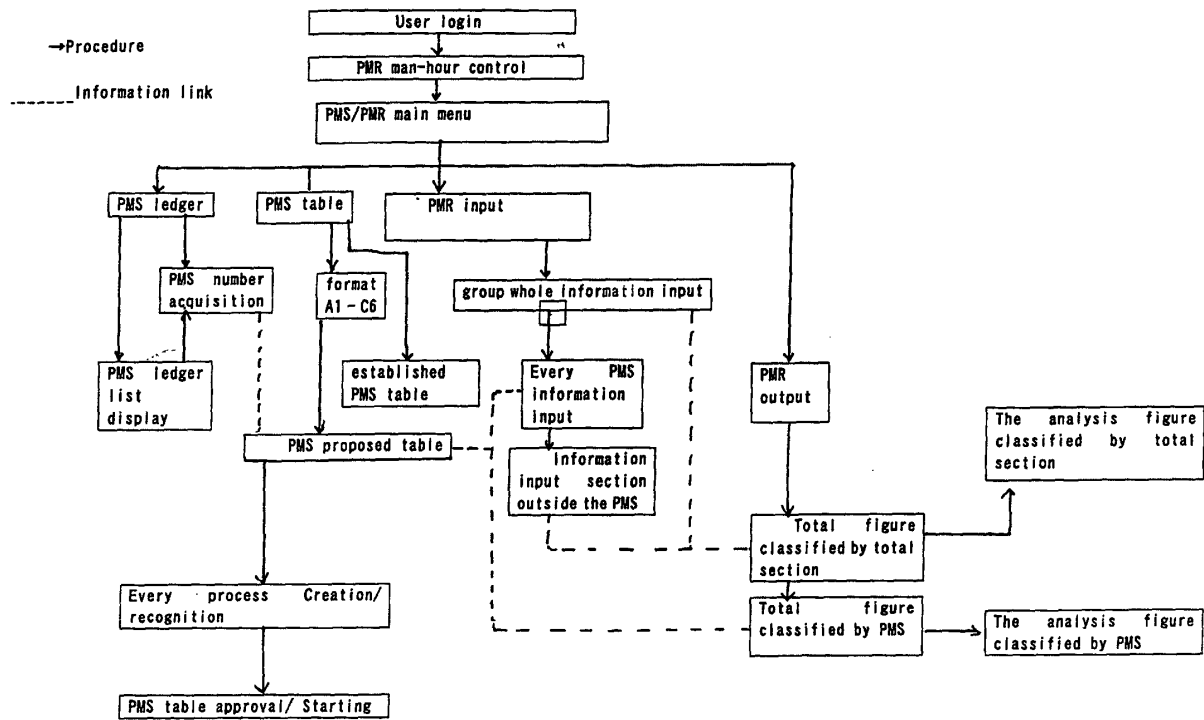 User login
→Procedure
PMR man-hour control
Information link
PMS/PMR main menu
PMS ledger
PMS table
PMR input
PMS number
acquisition
format
A1-C6
group whole information input
PMS ledger
list
display
established
PMS table
Every PMS
information
input
PMR
output
The analysis figure
classified by total
section
PMS proposed table
Information
input section
outside the PMS
Total figure
classified by total
section
Every process Creation/
recognition
Total figure
classified by PMS
The analysis figure
classified by PMS
PMS table approval/ Starting